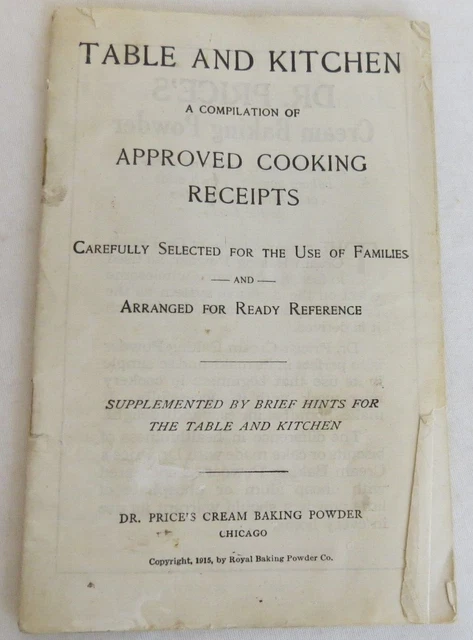 TABLE AND KITCHEN
A COMPILATION OF
APPROVED COOKING
RECEIPTS
CAREFULLY SELECTED FOR THE USE OF FAMILIES
— AND —
ARRANGED FOR READY REFERENCE
SUPPLEMENTED BY BRIEF HINTS FOR
THE TABLE AND KITCHEN
DR. PRICE'S CREAM BAKING POWDER
CHICAGO
Copyright, 1915, by Royal Baking Powder Co.